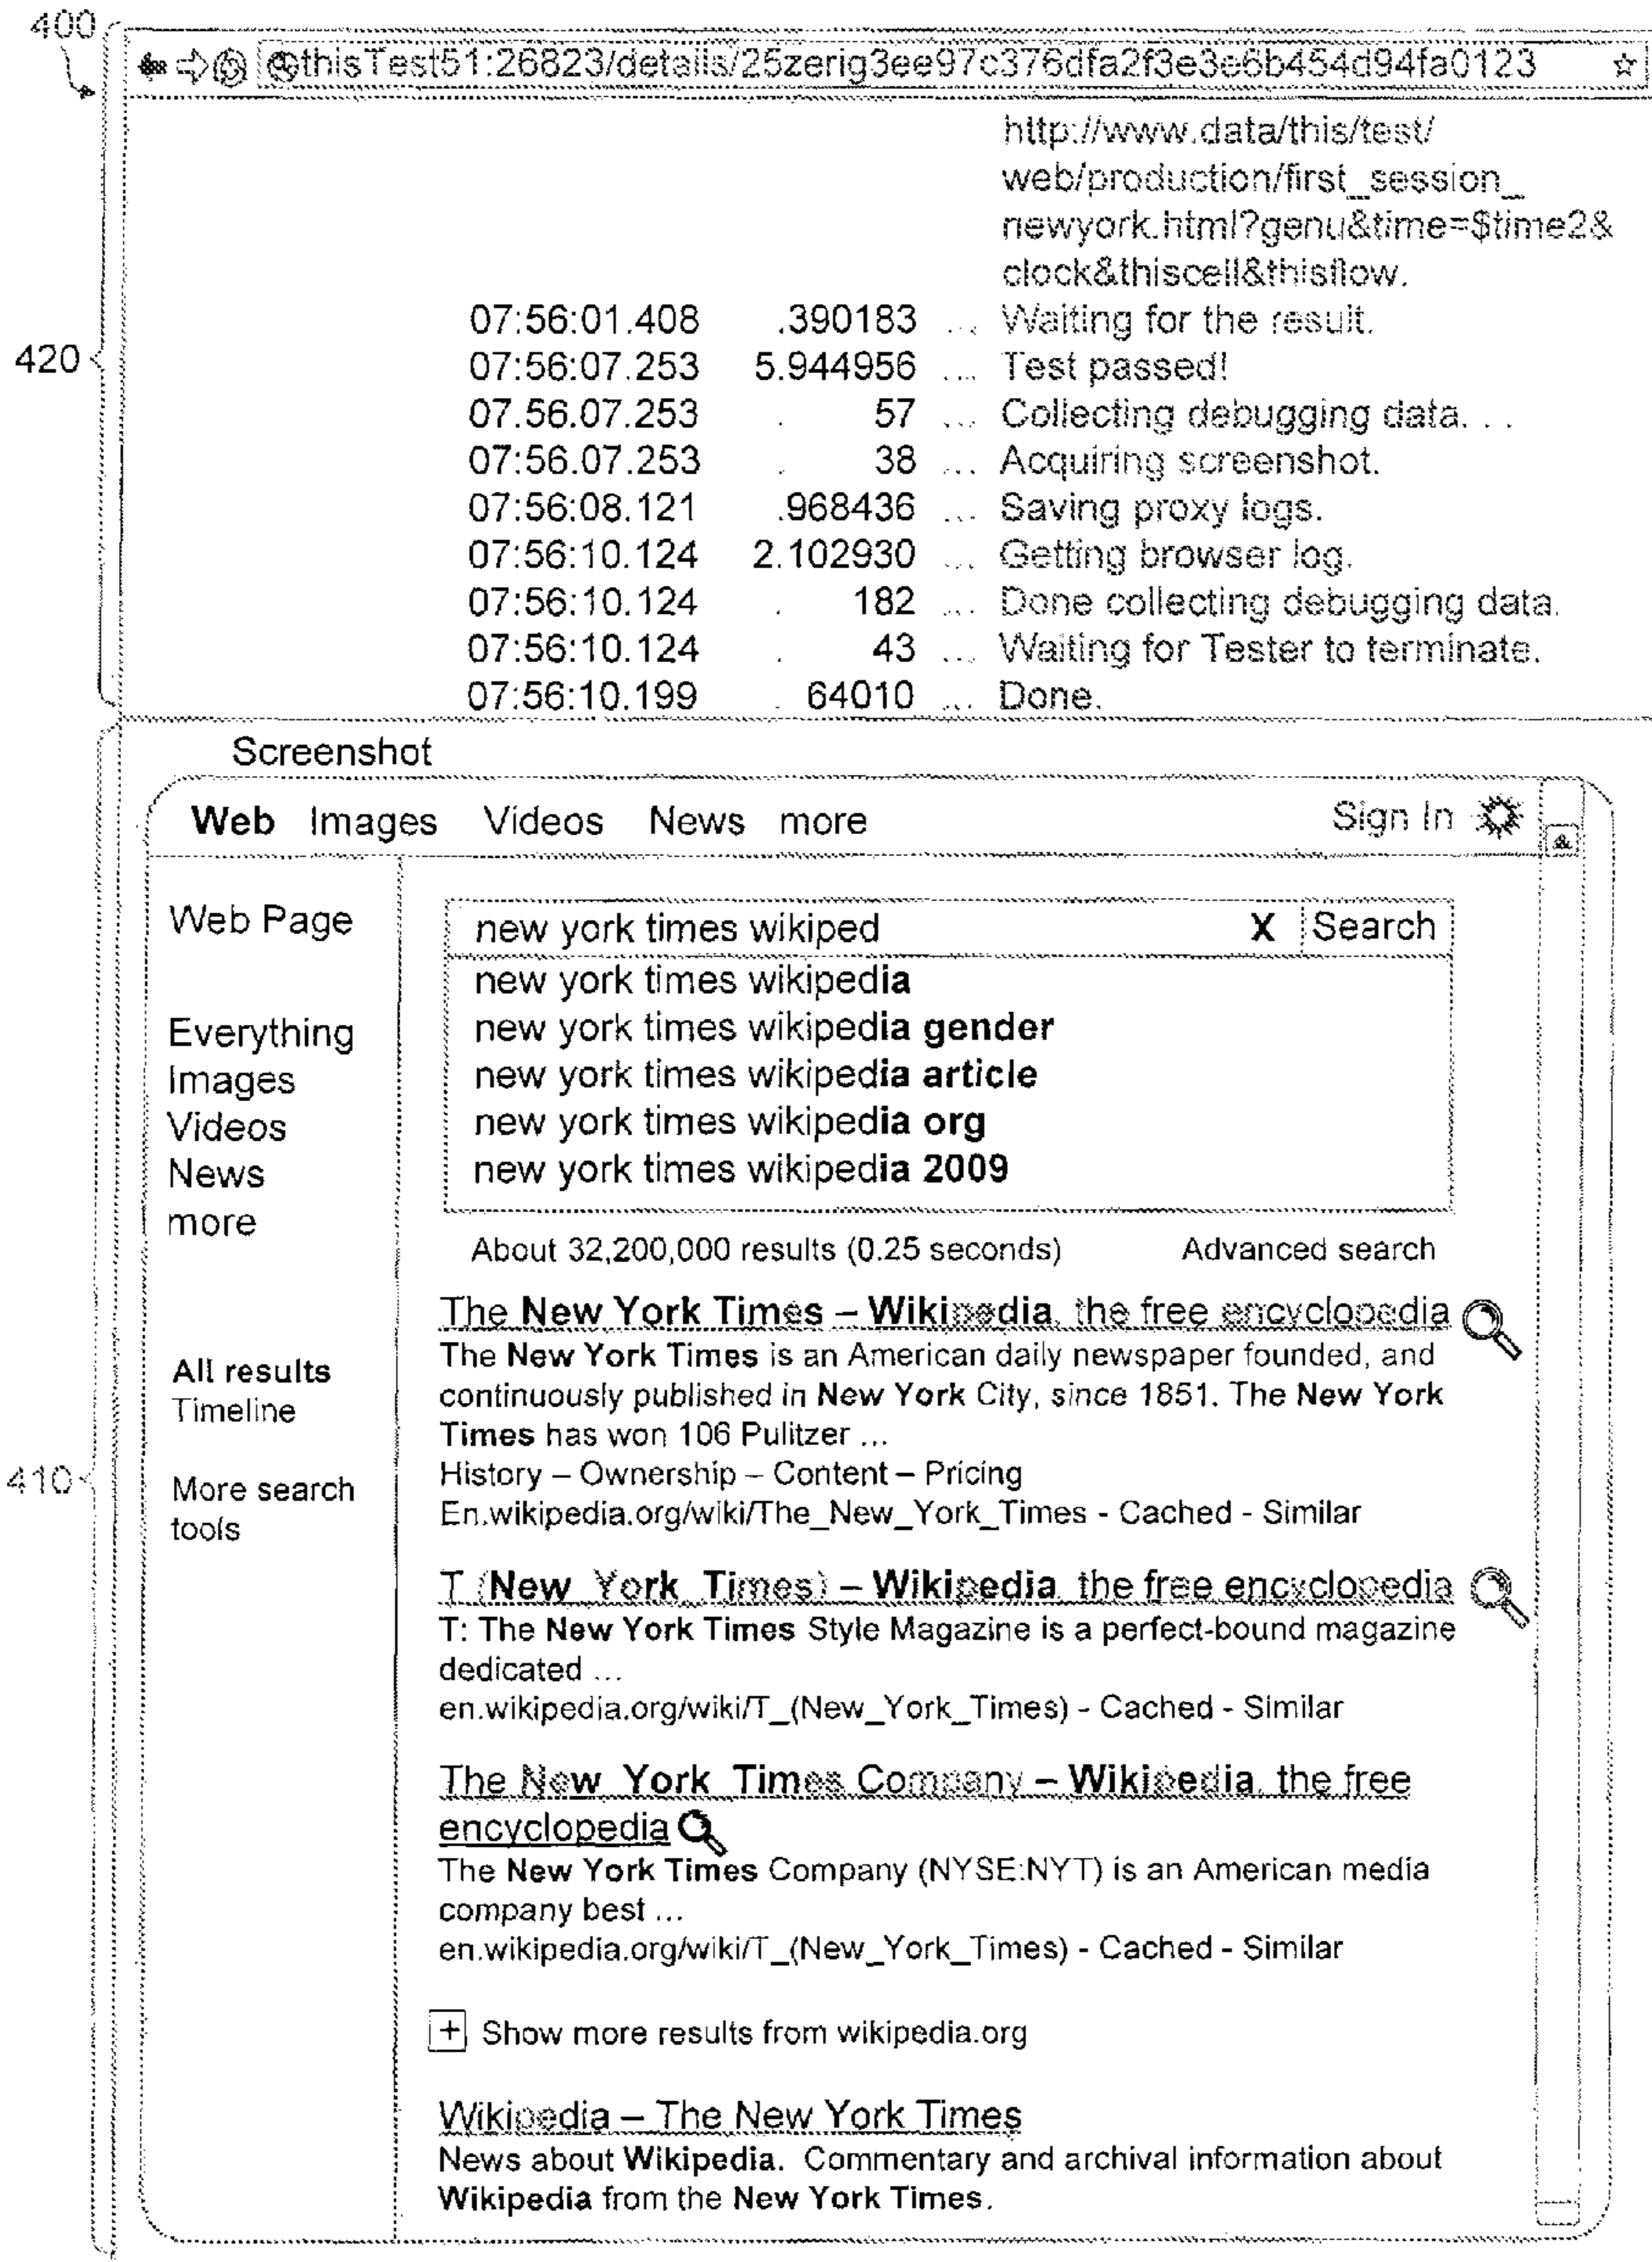 400
thisTest51:26823/details/25zerig3ee97c376dfa2f3e3e6b454d94fa0123
http://www.data/this/test/
web/production/first_session_
newyork.html?genu&time=$time2&
clock&thiscell&thisflow.
420
07:56:01.408 .390183 ... Waiting for the result.
07:56:07.253 5.944956 ... Test passed!
07.56.07.253 . 57 ... Collecting debugging data. . .
07:56.07.253 . 38 ... Acquiring screenshot.
07:56:08.121 .968436 ... Saving proxy logs.
07:56:10.124 2.102930 ... Getting browser log.
07:56:10.124 . 182 ... Done collecting debugging data.
07:56:10.124 . 43 ... Waiting for Tester to terminate.
07:56:10.199 . 64010 ... Done.
410
Screenshot
Web Images Videos News more Sign In
Web Page
Everything
Images
Videos
News
more
All results
Timeline
More search
tools
new york times wikiped X Search
new york times wikipedia
new york times wikipedia gender
new york times wikipedia article
new york times wikipedia org
new york times wikipedia 2009
About 32,200,000 results (0.25 seconds) Advanced search
The New York Times – Wikipedia, the free encyclopedia
The New York Times is an American daily newspaper founded, and
continuously published in New York City, since 1851. The New York
Times has won 106 Pulitzer ...
History – Ownership – Content – Pricing
En.wikipedia.org/wiki/The_New_York_Times - Cached - Similar
T (New York Times) – Wikipedia, the free encyclopedia
T: The New York Times Style Magazine is a perfect-bound magazine
dedicated ...
en.wikipedia.org/wiki/T_(New_York_Times) - Cached - Similar
The New York Times Company – Wikipedia, the free
encyclopedia
The New York Times Company (NYSE:NYT) is an American media
company best ...
en.wikipedia.org/wiki/T_(New_York_Times) - Cached - Similar
+ Show more results from wikipedia.org
Wikipedia – The New York Times
News about Wikipedia. Commentary and archival information about
Wikipedia from the New York Times.